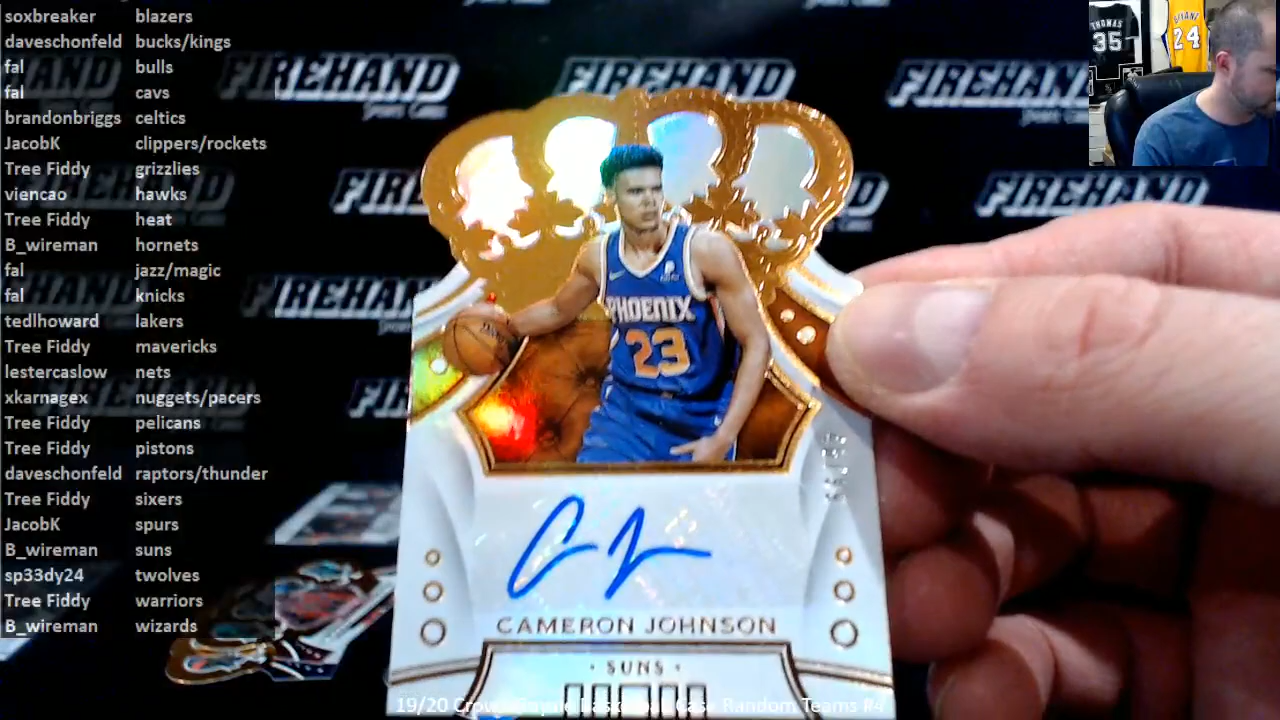 soxbreaker blazers
daveschonfeld bucks/kings
fal bulls
fal cavs
brandonbriggs celtics
JacobK clippers/rockets
Tree Fiddy grizzlies
viencao hawks
Tree Fiddy heat
B_wireman hornets
fal jazz/magic
fal knicks
tedlhoward lakers
Tree Fiddy mavericks
lestercaslow nets
xkarnagex nuggets/pacers
Tree Fiddy pelicans
Tree Fiddy pistons
daveschonfeld raptors/thunder
Tree Fiddy sixers
JacobK spurs
B_wireman suns
sp33dy24 twolves
Tree Fiddy warriors
B_wireman wizards
FIREHAND
FIREHAND
FIREHAND
THOMAS
35
BRYANT
24
PHOENIX
23
CAMERON JOHNSON
· SUNS ·
19/20 Crown Royale Basketball Case Random Teams #4